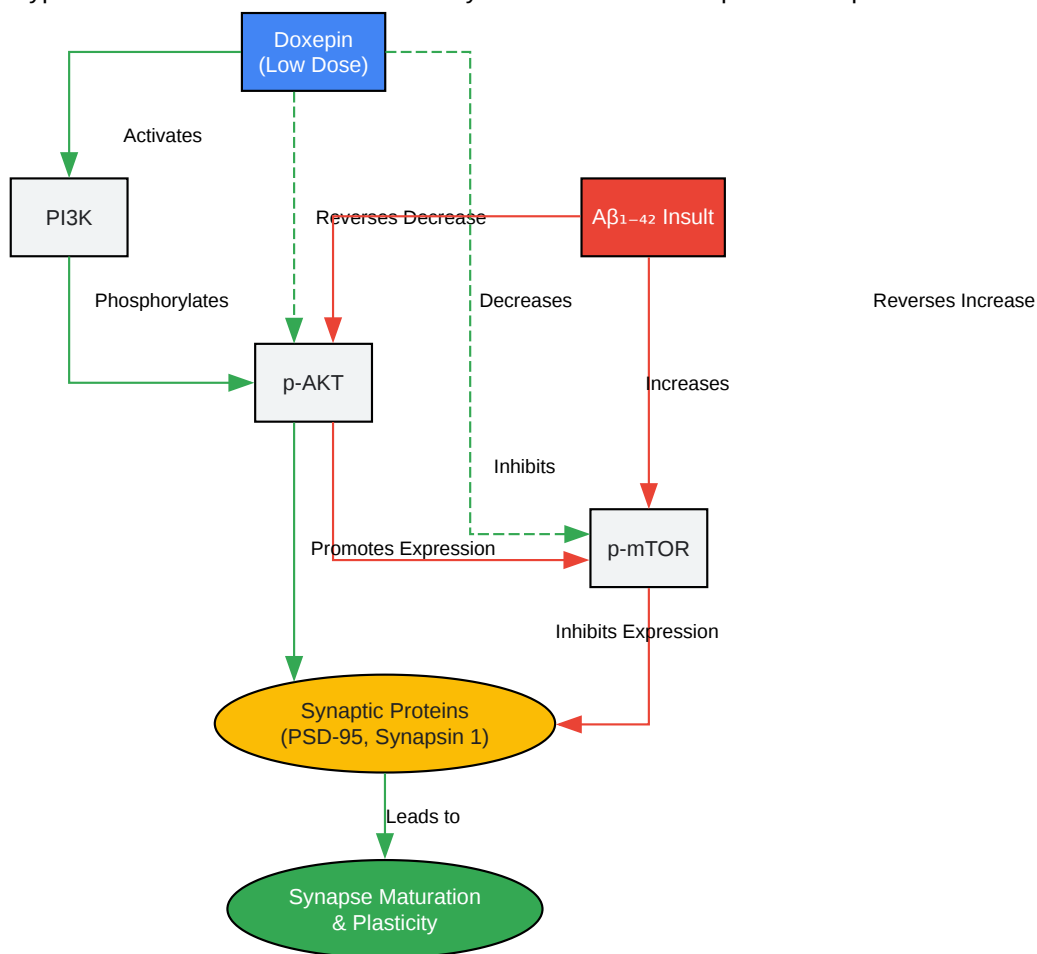 Doxepin
(Low Dose)
Activates
PI3K
Aβ₁₋₄₂ Insult
Reverses Decrease
Phosphorylates
Decreases
Reverses Increase
p-AKT
Increases
Inhibits
Promotes Expression
p-mTOR
Inhibits Expression
Synaptic Proteins
(PSD-95, Synapsin 1)
Leads to
Synapse Maturation
& Plasticity